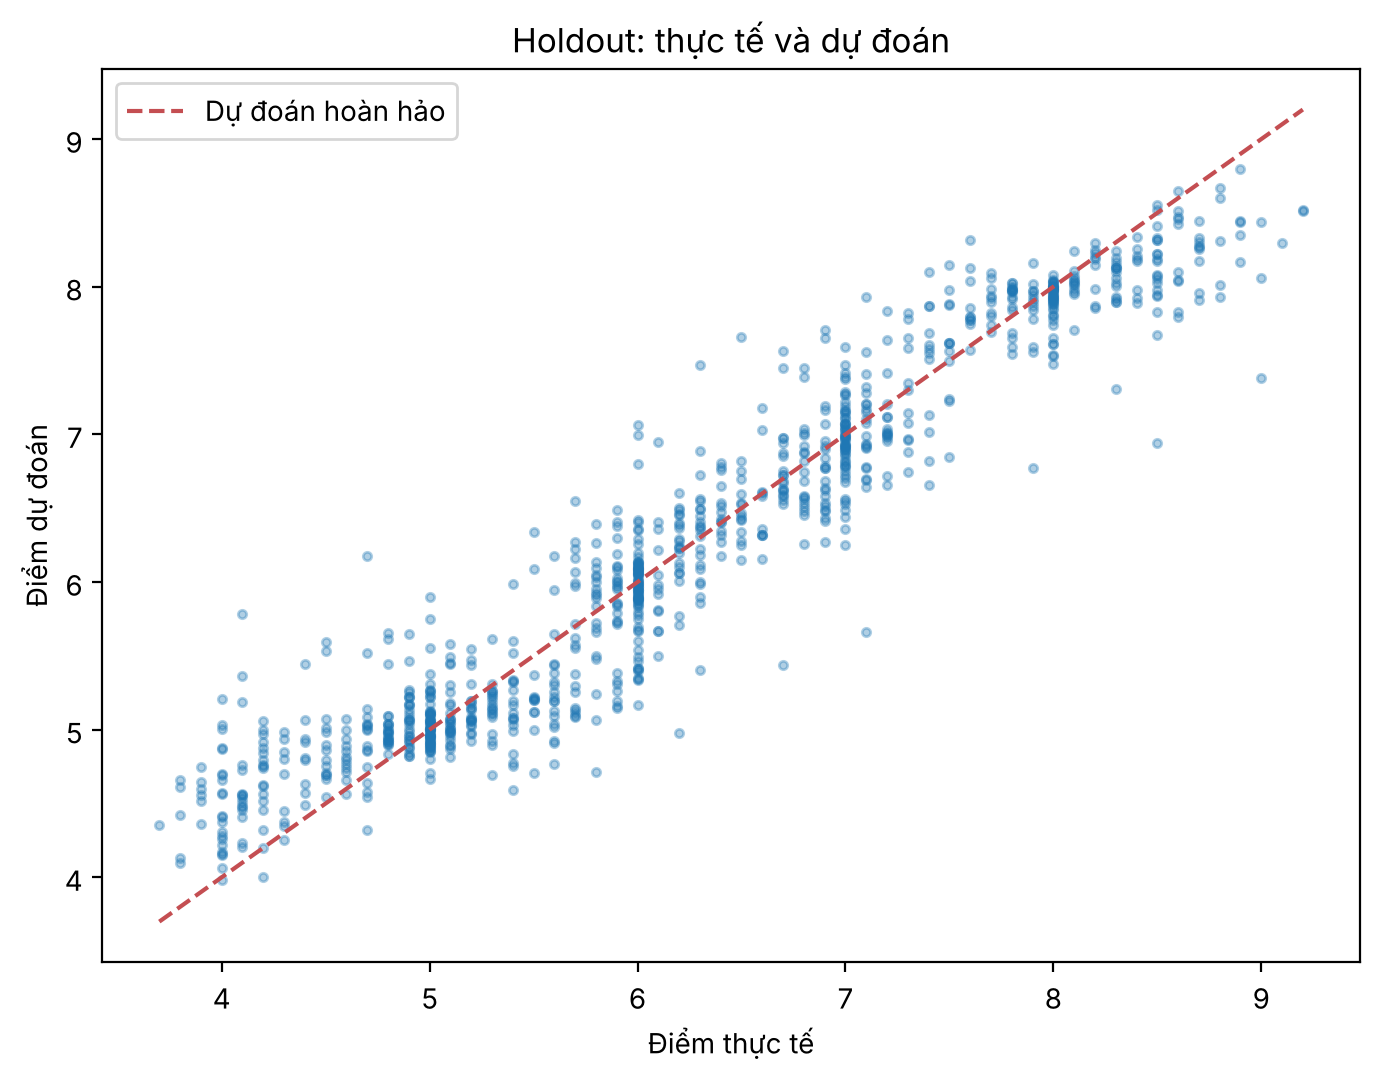 Holdout: thực tế và dự đoán
Dự đoán hoàn hảo
Điểm dự đoán
9
8
7
6
5
4
4 5 6 7 8 9
Điểm thực tế